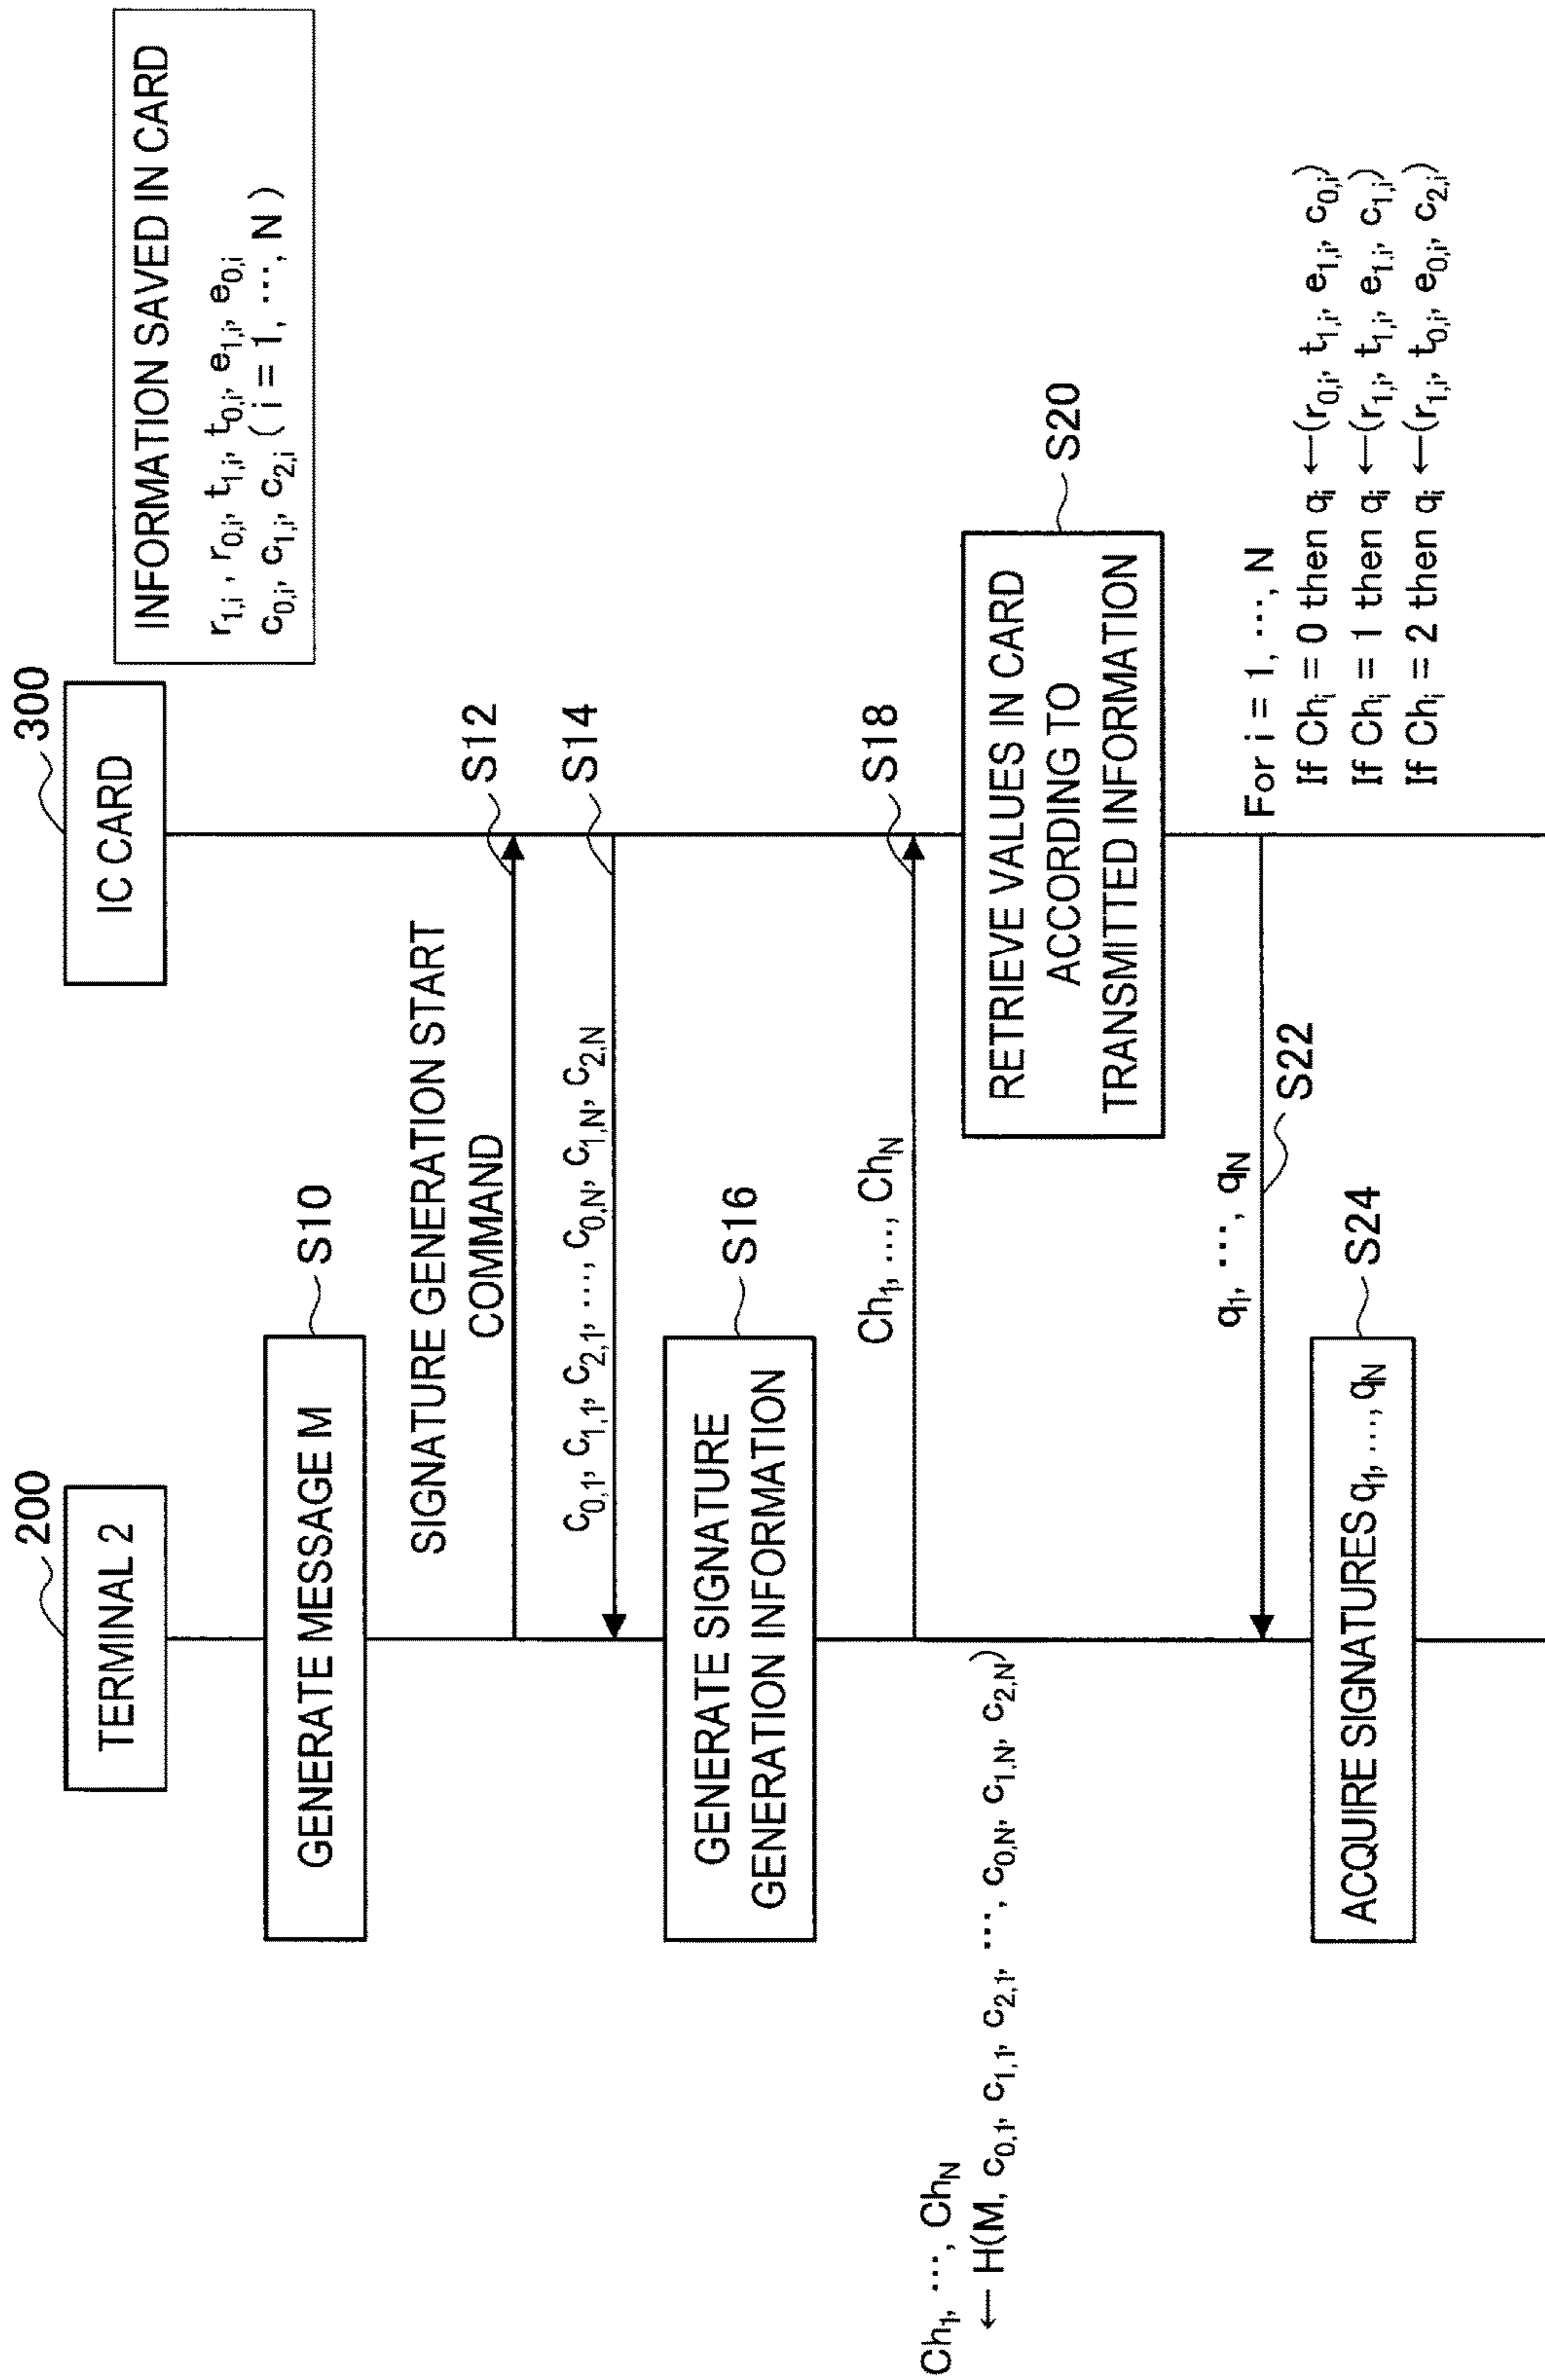 200
TERMINAL 2
300
IC CARD
INFORMATION SAVED IN CARD
r1,i , r0,i, t1,i, t0,i, e1,i, e0,i
c0,i, c1,i, c2,i ( i = 1, ···, N )
GENERATE MESSAGE M
S10
SIGNATURE GENERATION START
COMMAND
S12
c0,1, c1,1, c2,1, ..., c0,N, c1,N, c2,N
S14
GENERATE SIGNATURE
GENERATION INFORMATION
S16
Ch1, ..., ChN
S18
Ch1, ···, ChN
← H(M, c0,1, c1,1, c2,1, ···, c0,N, c1,N, c2,N)
RETRIEVE VALUES IN CARD
ACCORDING TO
TRANSMITTED INFORMATION
S20
q1, ···, qN
S22
For i = 1, ···, N
If Chi = 0 then qi ←(r0,i, t1,i, e1,i, c0,i)
If Chi = 1 then qi ←(r1,i, t1,i, e1,i, c1,i)
If Chi = 2 then qi ←(r1,i, t0,i, e0,i, c2,i)
ACQUIRE SIGNATURES q1, ..., qN
S24